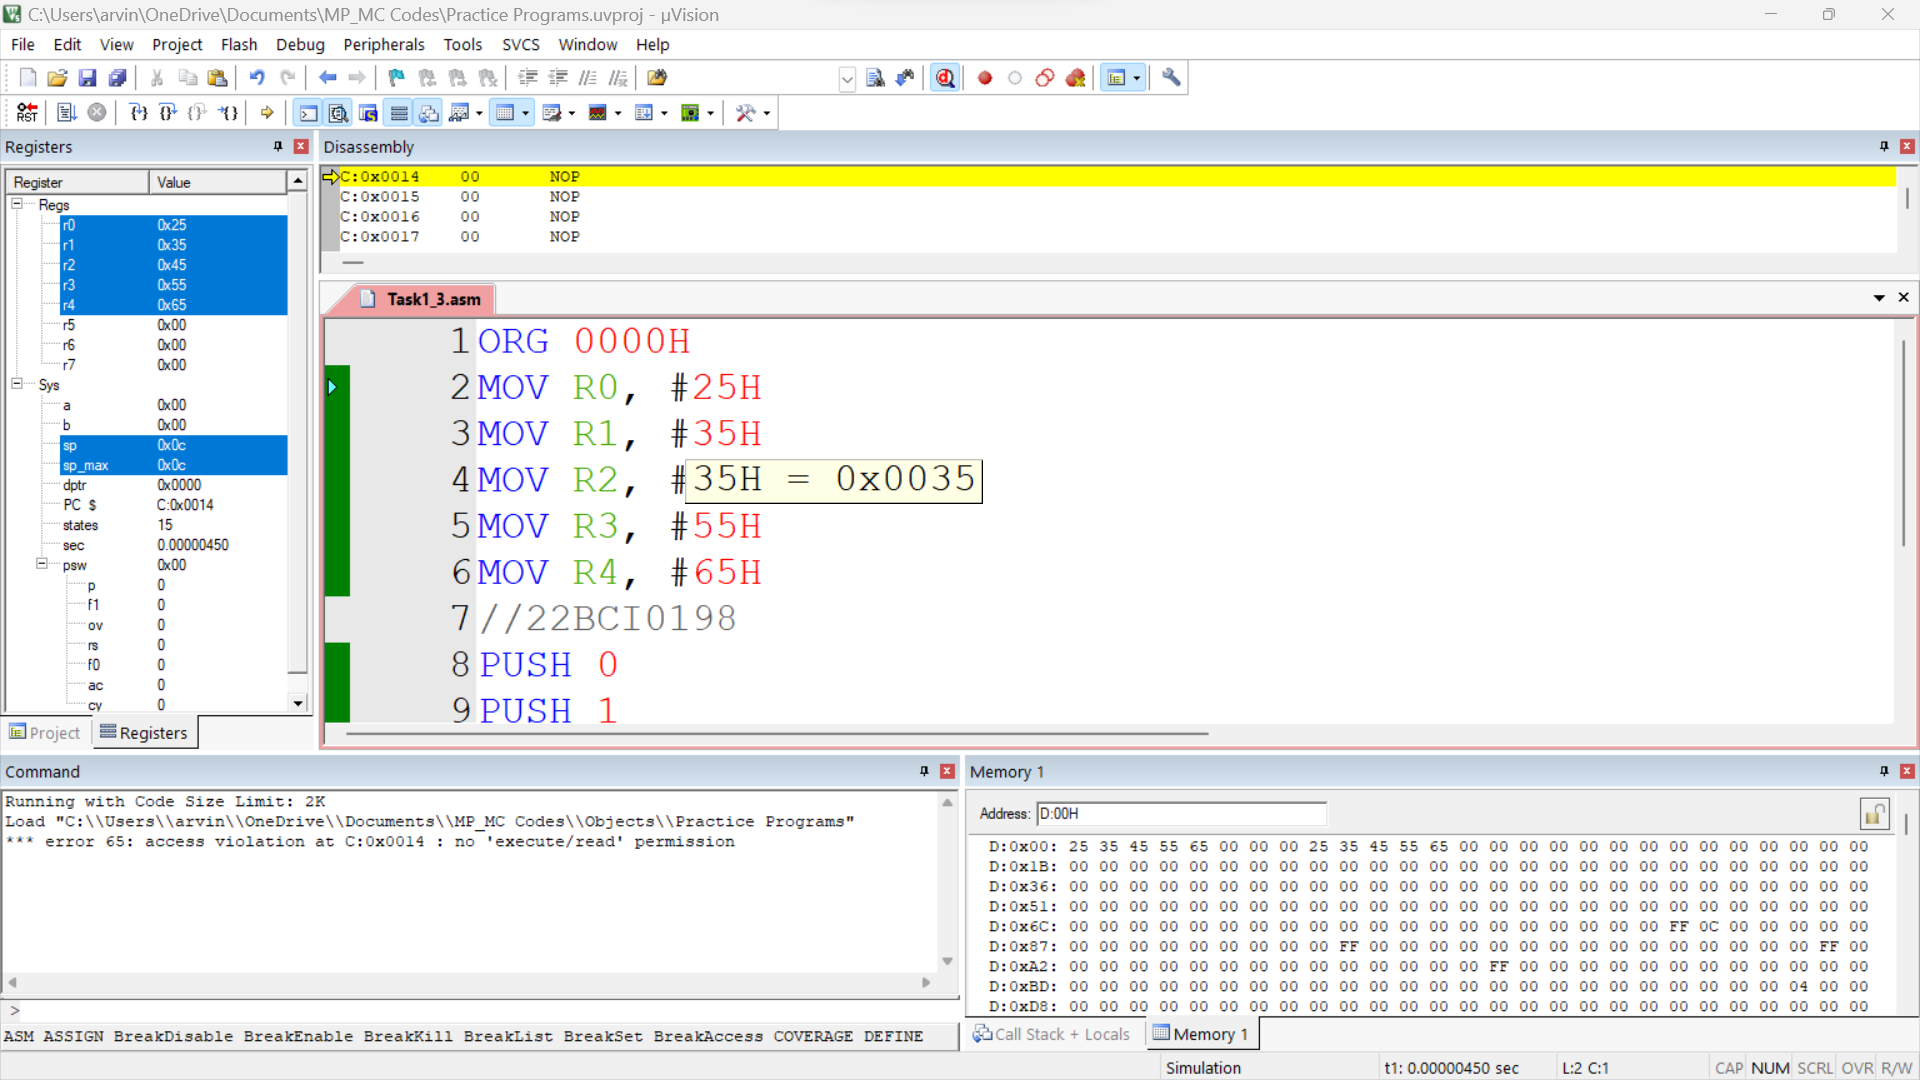 C:\Users\arvin\OneDrive\Documents\MP_MC Codes\Practice Programs.uvproj - µVision
File Edit View Project Flash Debug Peripherals Tools SVCS Window Help
RST
Registers
Register Value
Regs
r0 0x25
r1 0x35
r2 0x45
r3 0x55
r4 0x65
r5 0x00
r6 0x00
r7 0x00
Sys
a 0x00
b 0x00
sp 0x0c
sp_max 0x0c
dptr 0x0000
PC $ C:0x0014
states 15
sec 0.00000450
psw 0x00
p 0
f1 0
ov 0
rs 0
f0 0
ac 0
cy 0
Project Registers
Disassembly
C:0x0014 00 NOP
C:0x0015 00 NOP
C:0x0016 00 NOP
C:0x0017 00 NOP
Task1_3.asm
1 ORG 0000H
2 MOV R0, #25H
3 MOV R1, #35H
4 MOV R2, #
35H = 0x0035
5 MOV R3, #55H
6 MOV R4, #65H
7 //22BCI0198
8 PUSH 0
9 PUSH 1
Command
Running with Code Size Limit: 2K
Load "C:\\Users\\arvin\\OneDrive\\Documents\\MP_MC Codes\\Objects\\Practice Programs"
*** error 65: access violation at C:0x0014 : no 'execute/read' permission
>
ASM ASSIGN BreakDisable BreakEnable BreakKill BreakList BreakSet BreakAccess COVERAGE DEFINE
Memory 1
Address: D:00H
D:0x00: 25 35 45 55 65 00 00 00 25 35 45 55 65 00 00 00 00 00 00 00 00 00 00 00 00 00 00
D:0x1B: 00 00 00 00 00 00 00 00 00 00 00 00 00 00 00 00 00 00 00 00 00 00 00 00 00 00 00
D:0x36: 00 00 00 00 00 00 00 00 00 00 00 00 00 00 00 00 00 00 00 00 00 00 00 00 00 00 00
D:0x51: 00 00 00 00 00 00 00 00 00 00 00 00 00 00 00 00 00 00 00 00 00 00 00 00 00 00 00
D:0x6C: 00 00 00 00 00 00 00 00 00 00 00 00 00 00 00 00 00 00 00 00 FF 0C 00 00 00 00 00
D:0x87: 00 00 00 00 00 00 00 00 00 FF 00 00 00 00 00 00 00 00 00 00 00 00 00 00 00 FF 00
D:0xA2: 00 00 00 00 00 00 00 00 00 00 00 00 00 00 FF 00 00 00 00 00 00 00 00 00 00 00 00
D:0xBD: 00 00 00 00 00 00 00 00 00 00 00 00 00 00 00 00 00 00 00 00 00 00 00 00 04 00 00
D:0xD8: 00 00 00 00 00 00 00 00 00 00 00 00 00 00 00 00 00 00 00 00 00 00 00 00 00 00 00
Call Stack + Locals Memory 1
Simulation t1: 0.00000450 sec L:2 C:1 CAP NUM SCRL OVR R/W